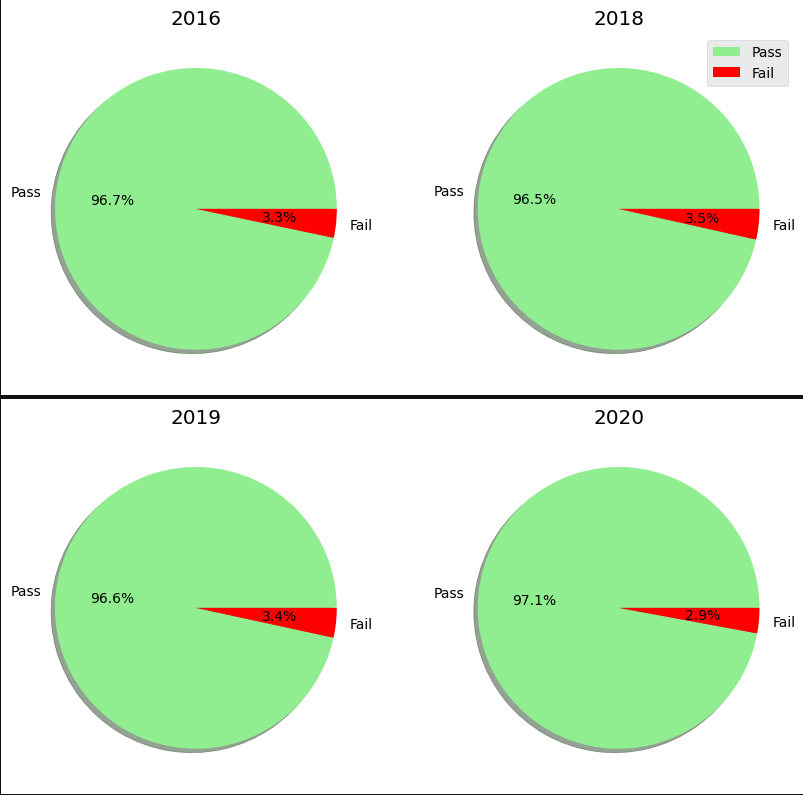 2016
2018
Pass
Fail
Pass
96.7%
3.3%
Fail
Pass
96.5%
3.5%
Fail
2019
2020
Pass
96.6%
3.4%
Fail
Pass
97.1%
2.9%
Fail